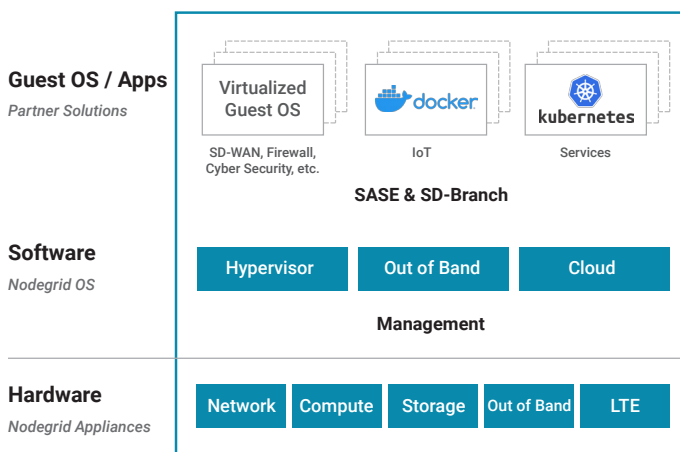 Guest OS / Apps
Partner Solutions
Virtualized
Guest OS
docker
kubernetes
SD-WAN, Firewall,
Cyber Security, etc.
IoT
Services
SASE & SD-Branch
Software
Nodegrid OS
Hypervisor
Out of Band
Cloud
Management
Hardware
Nodegrid Appliances
Network
Compute
Storage
Out of Band
LTE